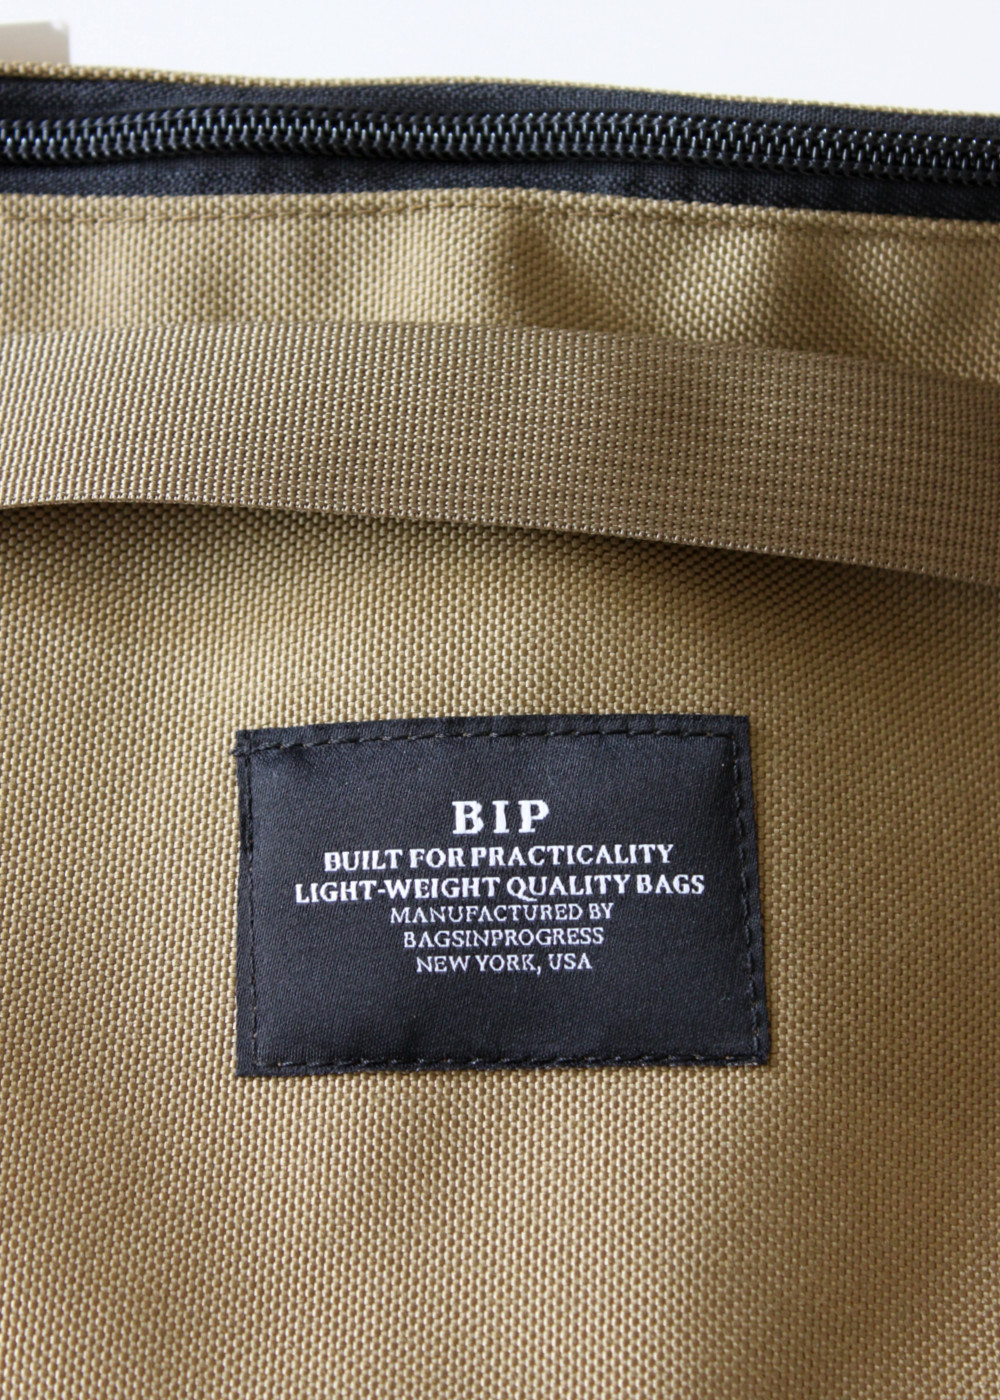 BIP
BUILT FOR PRACTICALITY
LIGHT-WEIGHT QUALITY BAGS
MANUFACTURED BY
BAGSINPROGRESS
NEW YORK, USA